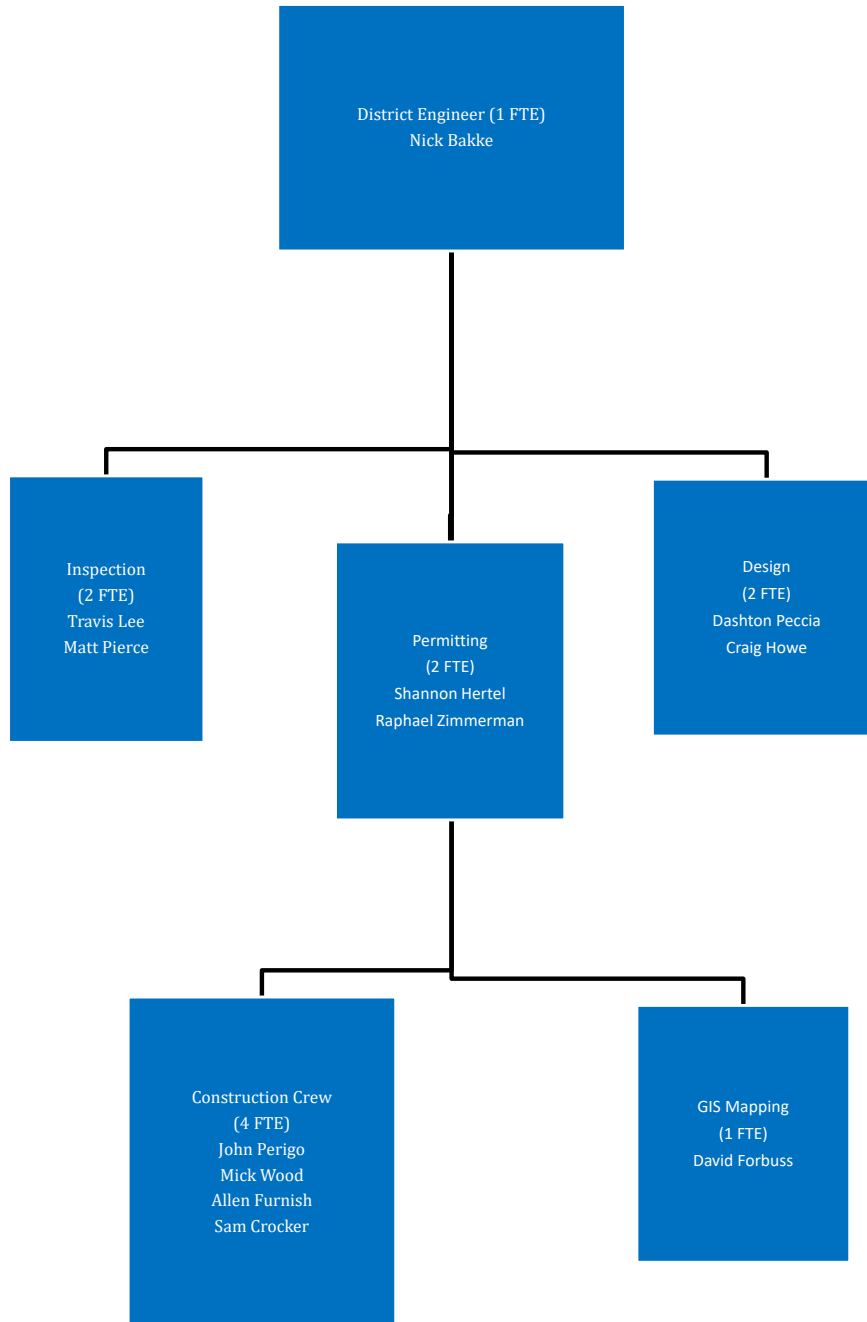 District Engineer (1 FTE)
Nick Bakke
Inspection
(2 FTE)
Travis Lee
Matt Pierce
Permitting
(2 FTE)
Shannon Hertel
Raphael Zimmerman
Design
(2 FTE)
Dashton Peccia
Craig Howe
Construction Crew
(4 FTE)
John Perigo
Mick Wood
Allen Furnish
Sam Crocker
GIS Mapping
(1 FTE)
David Forbuss